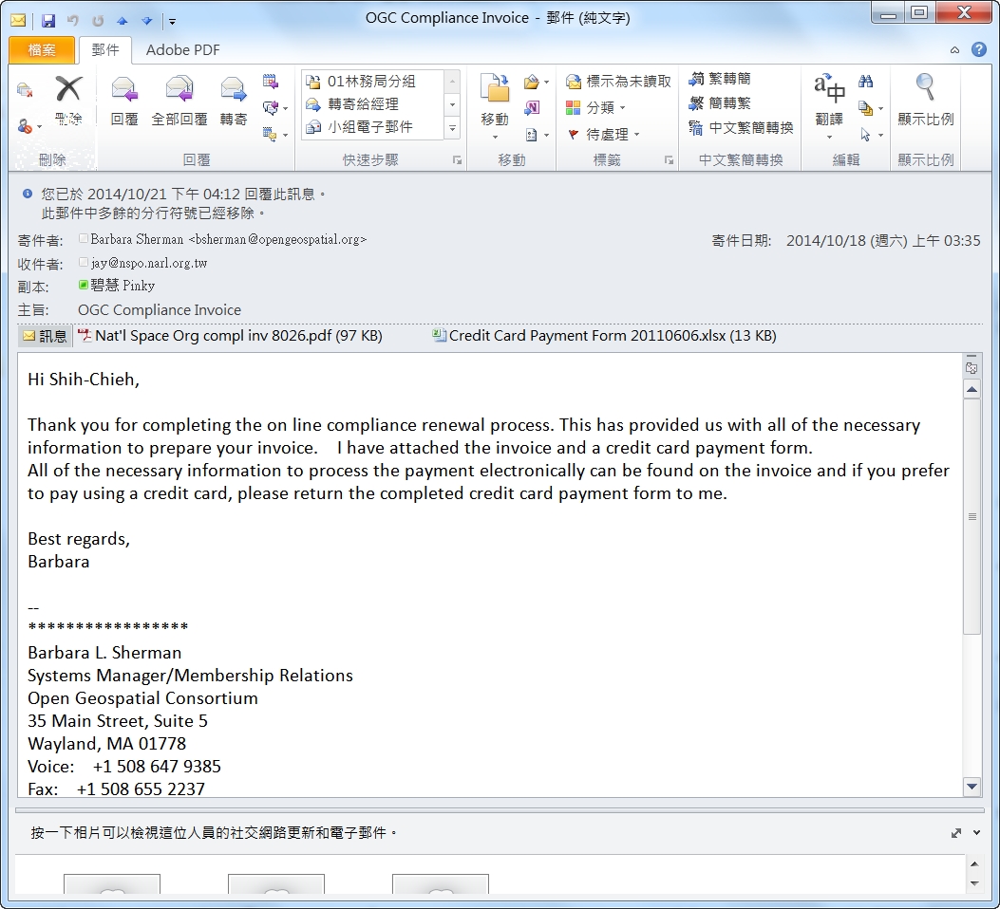 OGC Compliance Invoice - 郵件 (純文字)
檔案 郵件 Adobe PDF
刪除 回覆 全部回覆 轉寄 01林務局分組 轉寄給經理 小組電子郵件 移動 標示為未讀取 分類 待處理 繁轉簡 簡轉繁 中文繁簡轉換 翻譯 顯示比例
刪除 回覆 快速步驟 移動 標籤 中文繁簡轉換 編輯 顯示比例
您已於 2014/10/21 下午 04:12 回覆此訊息。
此郵件中多餘的分行符號已經移除。
寄件者: Barbara Sherman <bsherman@opengeospatial.org> 寄件日期: 2014/10/18 (週六) 上午 03:35
收件者: jay@nspo.narl.org.tw
副本: 碧慧 Pinky
主旨: OGC Compliance Invoice
訊息 Nat'l Space Org compl inv 8026.pdf (97 KB) Credit Card Payment Form 20110606.xlsx (13 KB)
Hi Shih-Chieh,
Thank you for completing the on line compliance renewal process. This has provided us with all of the necessary
information to prepare your invoice. I have attached the invoice and a credit card payment form.
All of the necessary information to process the payment electronically can be found on the invoice and if you prefer
to pay using a credit card, please return the completed credit card payment form to me.
Best regards,
Barbara
--
*****************
Barbara L. Sherman
Systems Manager/Membership Relations
Open Geospatial Consortium
35 Main Street, Suite 5
Wayland, MA 01778
Voice: +1 508 647 9385
Fax: +1 508 655 2237
按一下相片可以檢視這位人員的社交網路更新和電子郵件。